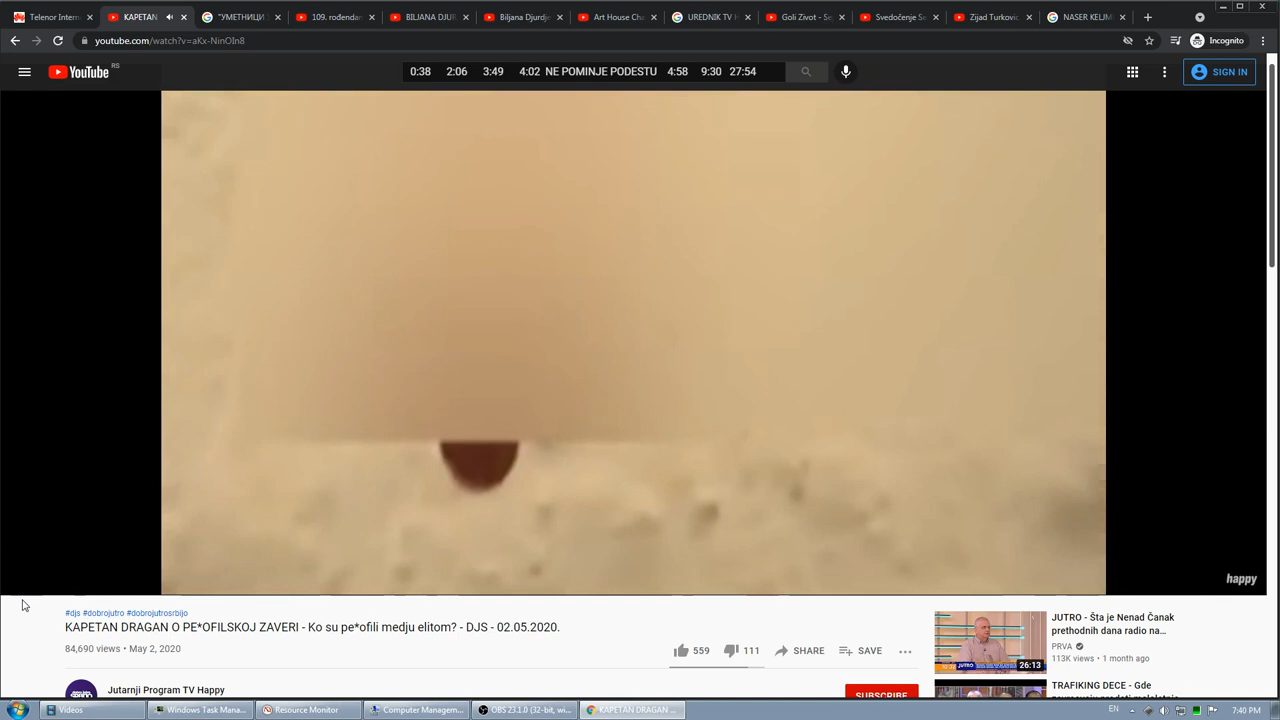 Telenor Intern
KAPETAN
"УМЕТНИЦИ
109. rođendan
BILJANA DJU
Biljana Djurdje
Art House Cha
UREDNIK TV H
Goli Zivot - S
Svedočenje Se
Zijad Turkovic
NASER KELJM
youtube.com/watch?v=aKx-NinOIn8
Incognito
YouTube RS
0:38 2:06 3:49 4:02 NE POMINJE PODESTU 4:58 9:30 27:54
SIGN IN
happy
#djs #dobrojutro #dobrojutrosrbijo
KAPETAN DRAGAN O PE*OFILSKOJ ZAVERI - Ko su pe*ofili medju elitom? - DJS - 02.05.2020.
84,690 views • May 2, 2020
559
111
SHARE
SAVE
Jutarnji Program TV Happy
SUBSCRIBE
JUTRO - Šta je Nenad Čanak
prethodnih dana radio na...
PRVA
113K views • 1 month ago
JUTRO
26:13
TRAFIKING DECE - Gde
Videos
Windows Task Mana...
Resource Monitor
Computer Managem...
OBS 23.1.0 (32-bit, wi...
KAPETAN DRAGAN ...
EN
7:40 PM